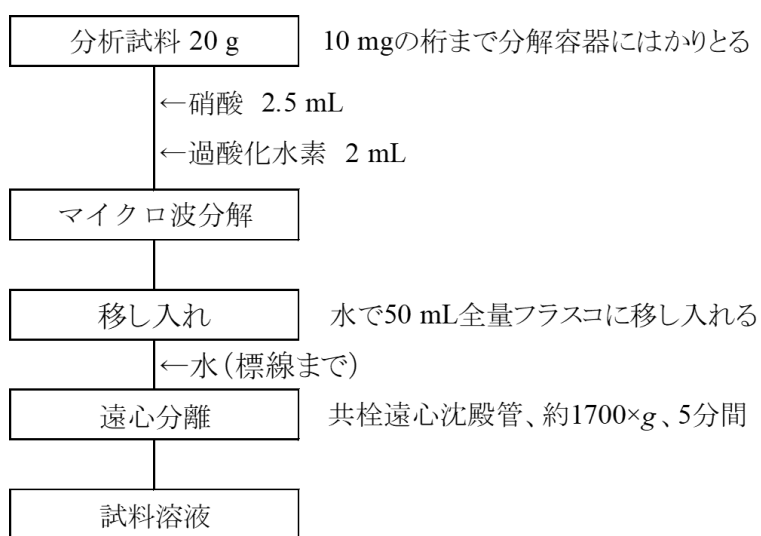 分析試料 20 g 10 mgの桁まで分解容器にはかりとる
←硝酸 2.5 mL
←過酸化水素 2 mL
マイクロ波分解
移し入れ 水で50 mL全量フラスコに移し入れる
←水(標線まで)
遠心分離 共栓遠心沈殿管、約1700×g、5分間
試料溶液